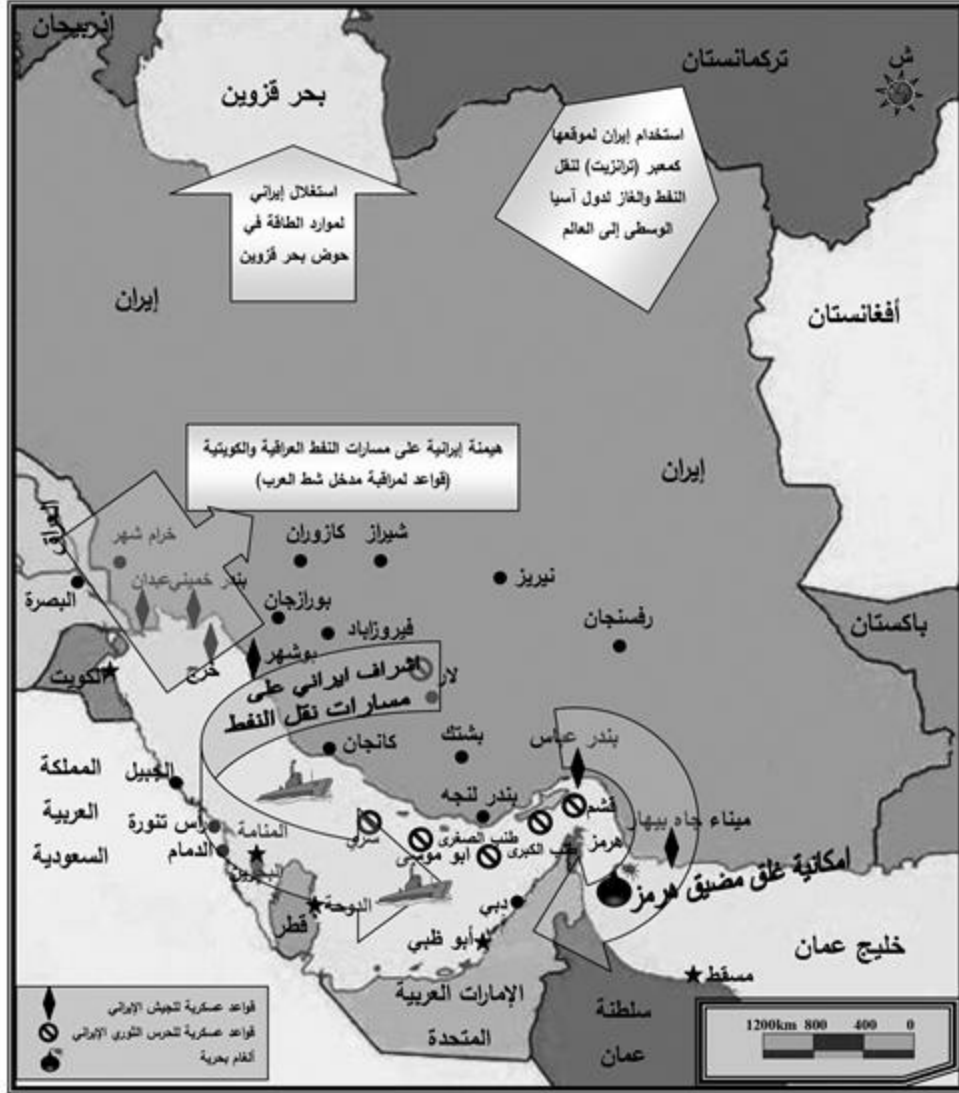 إذربيجان
بحر قزوين
تركمانستان
ش
استخدام إيران لموقعها
كمعبر (ترانزيت) لنقل
النفط والغاز لدول آسيا
الوسطى إلى العالم
استغلال إيراني
لموارد الطاقة في
حوض بحر قزوين
إيران
أفغانستان
هيمنة إيرانية على مسارات النفط العراقية والكويتية
(قواعد لمراقبة مدخل شط العرب)
إيران
العراق
خرام شهر
كازوران
شيراز
نيريز
البصرة
عبدان
بندر خميني
بورازجان
فيروزاباد
رفسنجان
باكستان
الكويت
خرج
بوشهر
اشراف ايراني على
مسارات نقل النفط
لار
كانجان
بشتك
بندر عباس
المملكة
العربية
السعودية
الجبيل
بندر لنجه
قشم
ميناء جاه بيهار
رأس تنورة
المنامة
الدمام
البحرين
سري
طنب الصغرى
ابو موسى
طنب الكبرى
هرمز
امكانية غلق مضيق هرمز
قطر
الدوحة
دبي
أبو ظبي
خليج عمان
مسقط
الإمارات العربية
المتحدة
سلطنة
عمان
قواعد عسكرية للجيش الإيراني
قواعد عسكرية للحرس الثوري الإيراني
ألغام بحرية
1200km 800 400 0